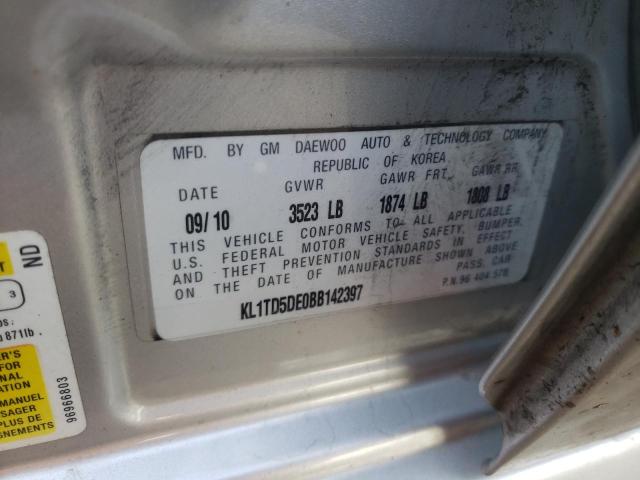 MFD. BY GM DAEWOO AUTO & TECHNOLOGY COMPANY
REPUBLIC OF KOREA
DATE GVWR GAWR FRT. GAWR RR.
09/10 3523 LB 1874 LB 1808 LB
THIS VEHICLE CONFORMS TO ALL APPLICABLE
U.S. FEDERAL MOTOR VEHICLE SAFETY, BUMPER,
AND THEFT PREVENTION STANDARDS IN EFFECT
ON THE DATE OF MANUFACTURE SHOWN ABOVE
PASS. CAR
KL1TD5DE0BB142397
P.N. 96 404 578
ND
3
871lb.
MANUEL
PLUS DE
96966803